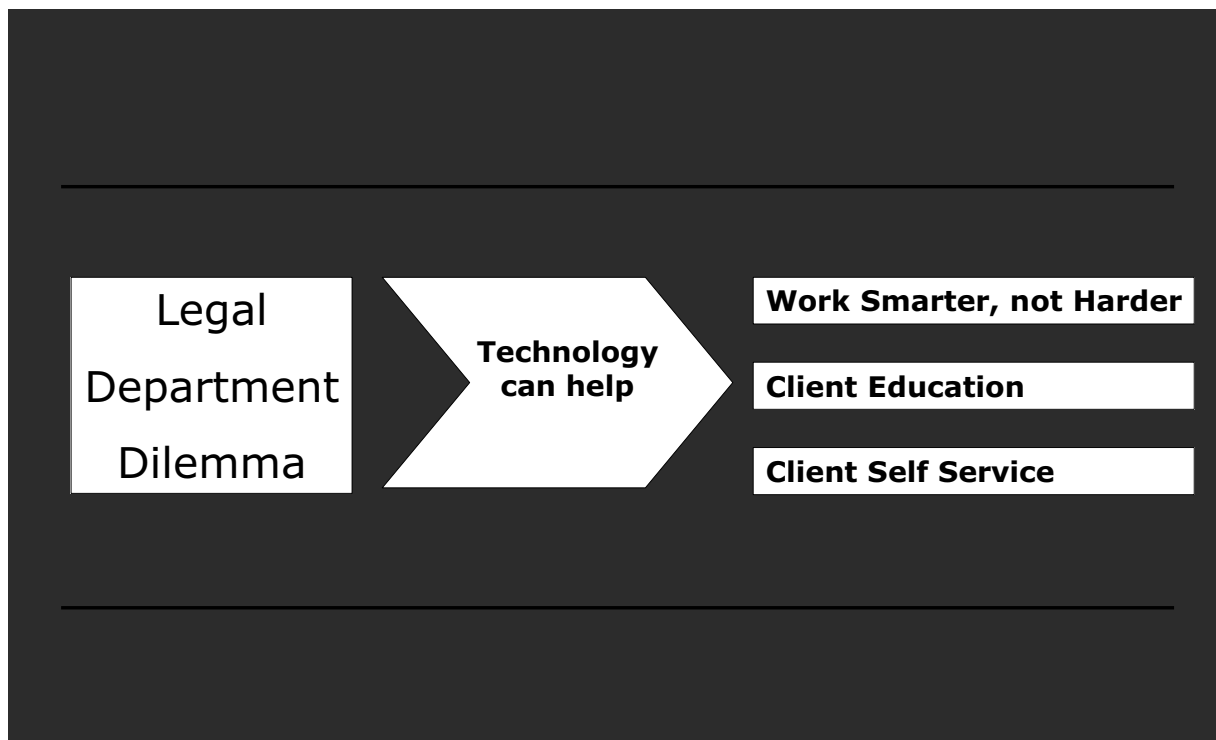 Legal
Department
Dilemma
Technology
can help
Work Smarter, not Harder
Client Education
Client Self Service